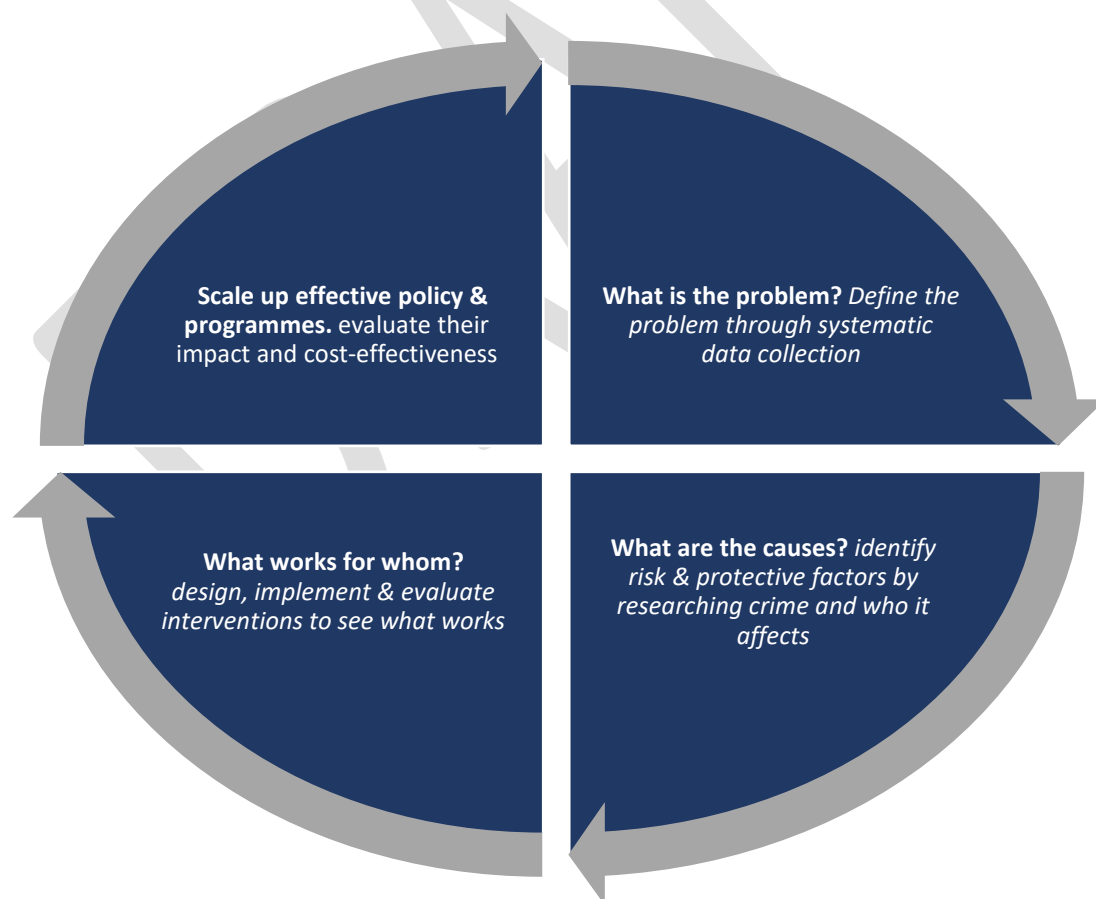 Scale up effective policy &
programmes. evaluate their
impact and cost-effectiveness
What is the problem? Define the
problem through systematic
data collection
What works for whom?
design, implement & evaluate
interventions to see what works
What are the causes? identify
risk & protective factors by
researching crime and who it
affects